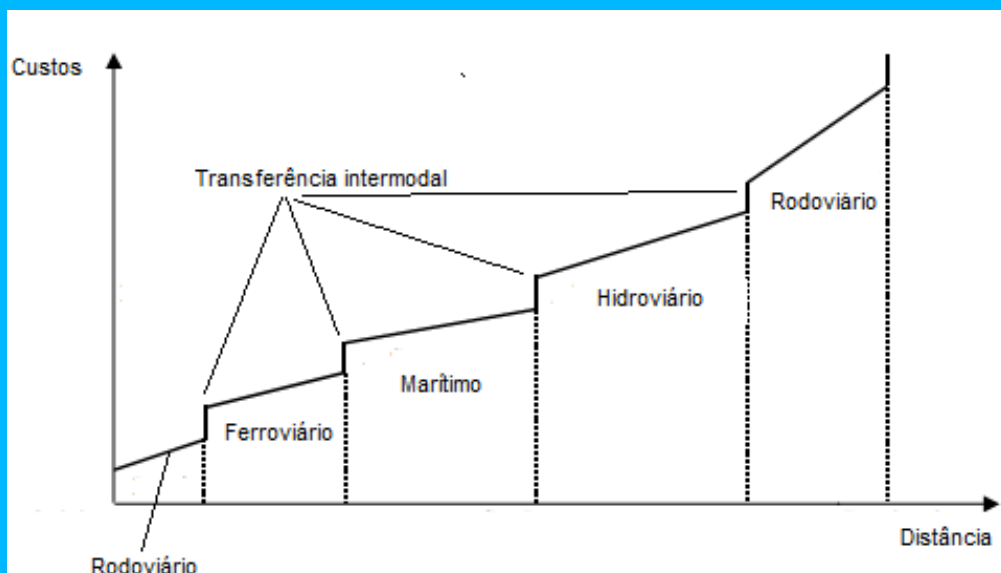 Custos
Transferência intermodal
Rodoviário
Hidroviário
Marítimo
Ferroviário
Distância
Rodoviário